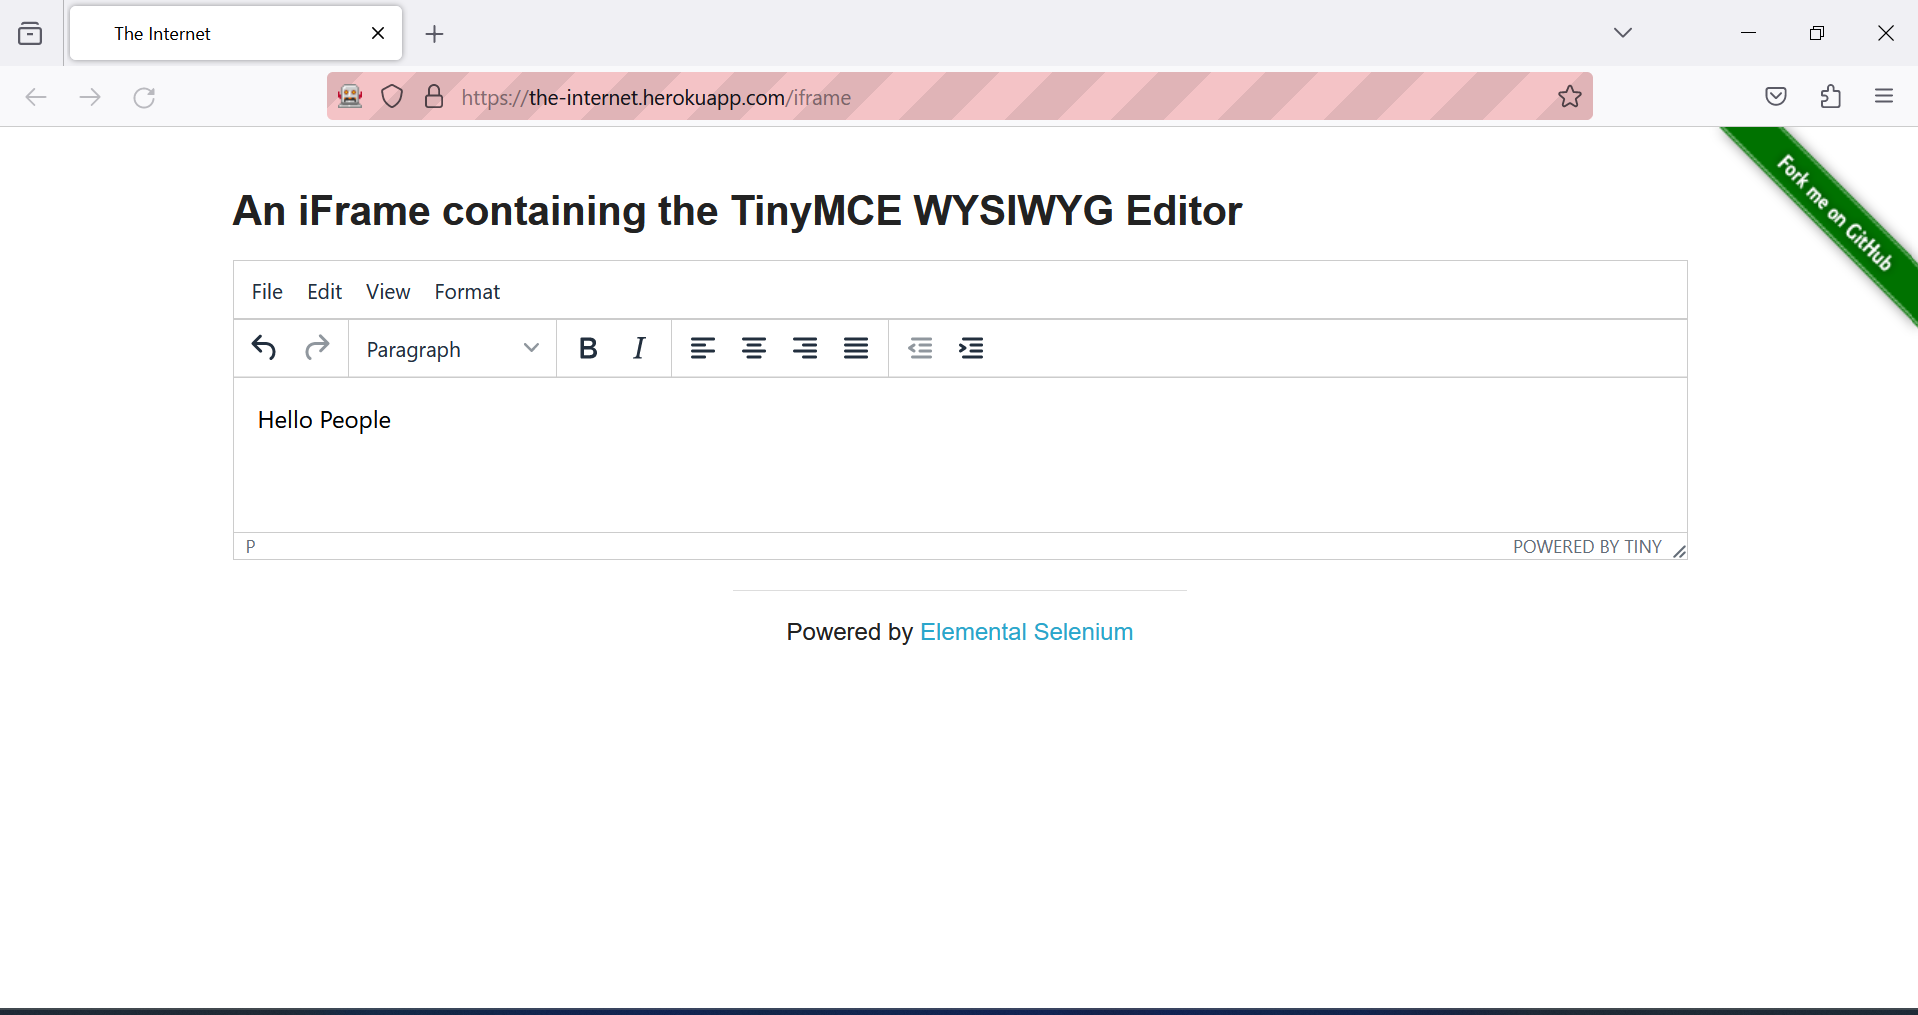 The Internet
https://the-internet.herokuapp.com/iframe
Fork me on GitHub
An iFrame containing the TinyMCE WYSIWYG Editor
File Edit View Format
Paragraph B I
Hello People
P POWERED BY TINY
Powered by Elemental Selenium